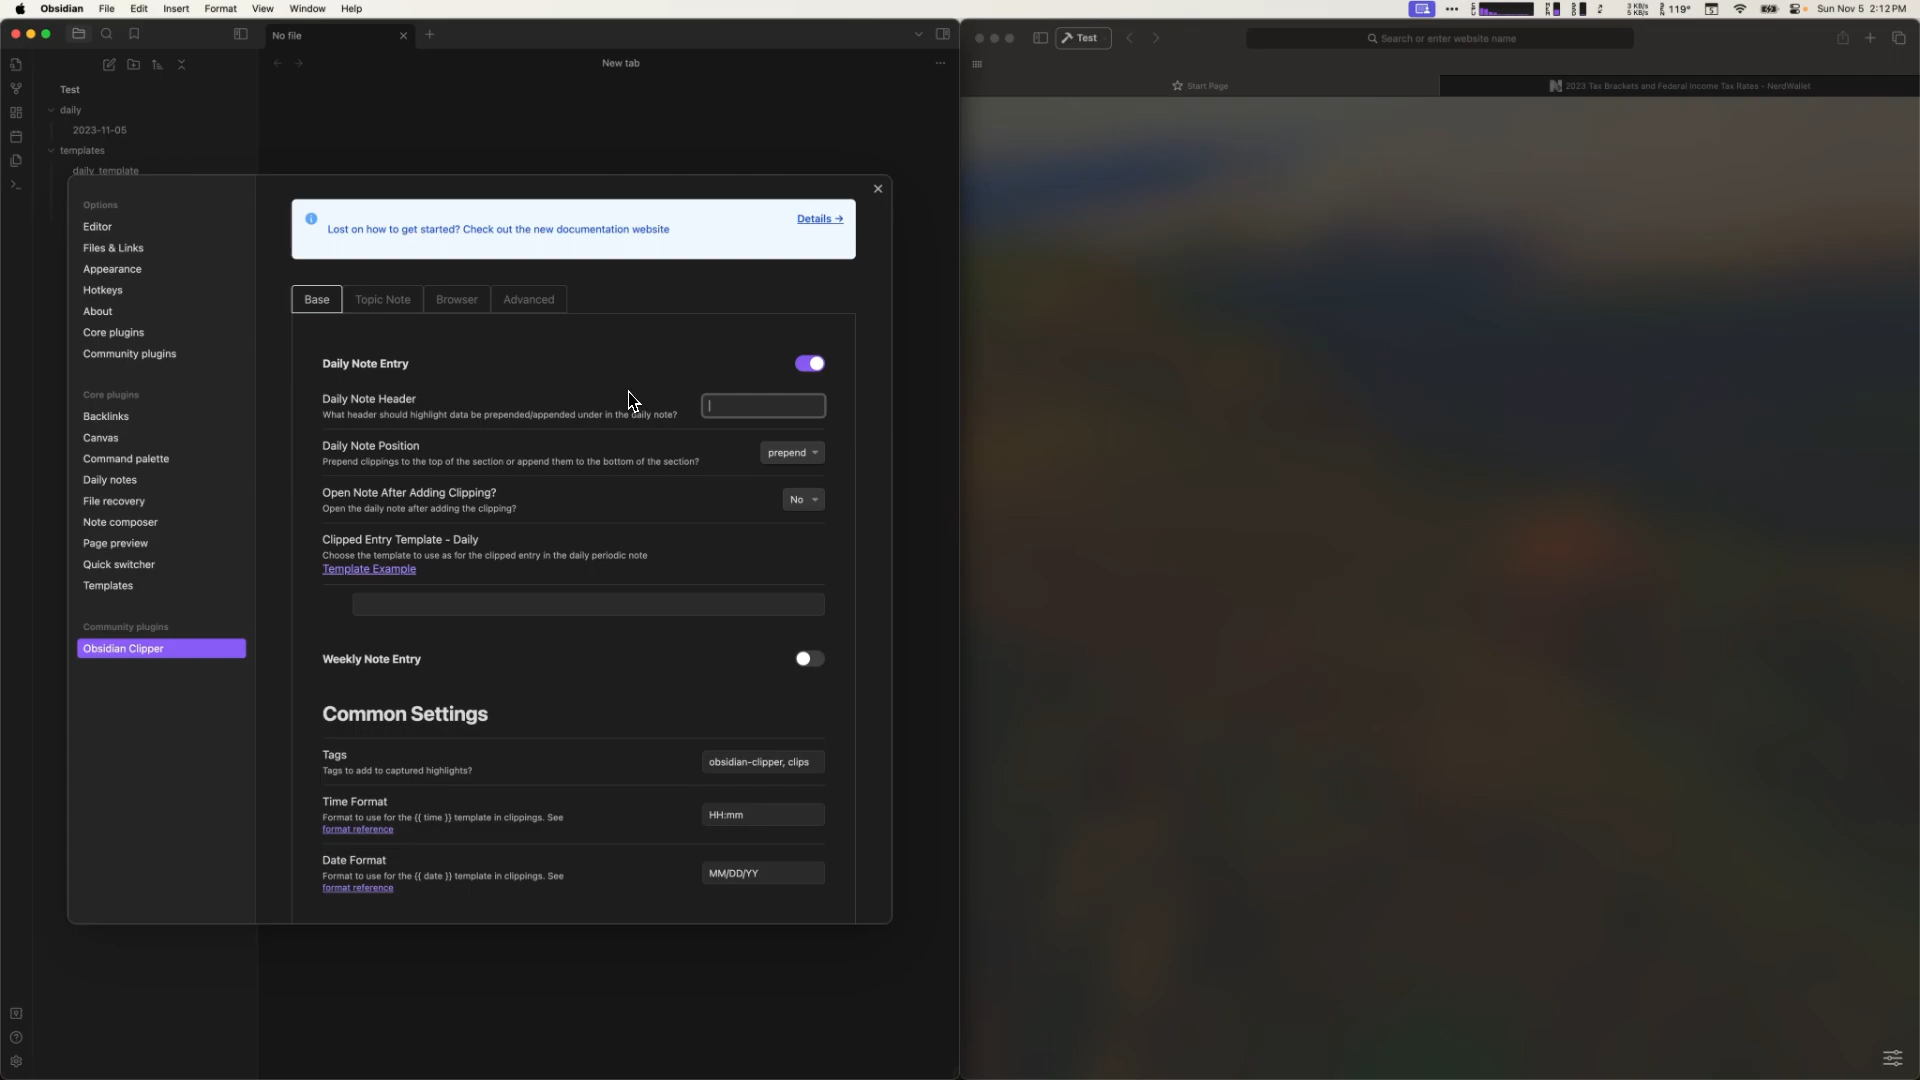 Obsidian File Edit Insert Format View Window Help
3 KB/s
5 KB/s
119° Sun Nov 5 2:12 PM
No file
New tab
Test
daily
2023-11-05
templates
daily_template
Test
Search or enter website name
Start Page
2023 Tax Brackets and Federal Income Tax Rates - NerdWallet
Options
Editor
Files & Links
Appearance
Hotkeys
About
Core plugins
Community plugins
Core plugins
Backlinks
Canvas
Command palette
Daily notes
File recovery
Note composer
Page preview
Quick switcher
Templates
Community plugins
Obsidian Clipper
Details →
Lost on how to get started? Check out the new documentation website
Base Topic Note Browser Advanced
Daily Note Entry
Daily Note Header
What header should highlight data be prepended/appended under in the daily note?
Daily Note Position
Prepend clippings to the top of the section or append them to the bottom of the section?
prepend
Open Note After Adding Clipping?
Open the daily note after adding the clipping?
No
Clipped Entry Template - Daily
Choose the template to use as for the clipped entry in the daily periodic note
Template Example
Weekly Note Entry
Common Settings
Tags
Tags to add to captured highlights?
obsidian-clipper, clips
Time Format
Format to use for the {{ time }} template in clippings. See
format reference
HH:mm
Date Format
Format to use for the {{ date }} template in clippings. See
format reference
MM/DD/YY